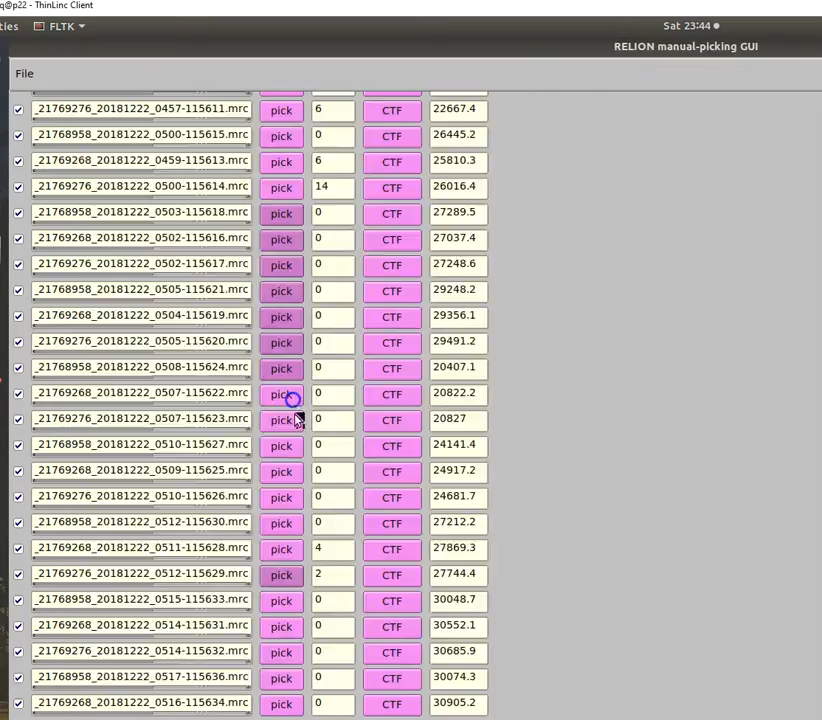 q@p22 - ThinLinc Client
ties FLTK Sat 23:44
RELION manual-picking GUI
File
_21769276_20181222_0457-115611.mrc pick 6 CTF 22667.4
_21768958_20181222_0500-115615.mrc pick 0 CTF 26445.2
_21769268_20181222_0459-115613.mrc pick 6 CTF 25810.3
_21769276_20181222_0500-115614.mrc pick 14 CTF 26016.4
_21768958_20181222_0503-115618.mrc pick 0 CTF 27289.5
_21769268_20181222_0502-115616.mrc pick 0 CTF 27037.4
_21769276_20181222_0502-115617.mrc pick 0 CTF 27248.6
_21768958_20181222_0505-115621.mrc pick 0 CTF 29248.2
_21769268_20181222_0504-115619.mrc pick 0 CTF 29356.1
_21769276_20181222_0505-115620.mrc pick 0 CTF 29491.2
_21768958_20181222_0508-115624.mrc pick 0 CTF 20407.1
_21769268_20181222_0507-115622.mrc pick 0 CTF 20822.2
_21769276_20181222_0507-115623.mrc pick 0 CTF 20827
_21768958_20181222_0510-115627.mrc pick 0 CTF 24141.4
_21769268_20181222_0509-115625.mrc pick 0 CTF 24917.2
_21769276_20181222_0510-115626.mrc pick 0 CTF 24681.7
_21768958_20181222_0512-115630.mrc pick 0 CTF 27212.2
_21769268_20181222_0511-115628.mrc pick 4 CTF 27869.3
_21769276_20181222_0512-115629.mrc pick 2 CTF 27744.4
_21768958_20181222_0515-115633.mrc pick 0 CTF 30048.7
_21769268_20181222_0514-115631.mrc pick 0 CTF 30552.1
_21769276_20181222_0514-115632.mrc pick 0 CTF 30685.9
_21768958_20181222_0517-115636.mrc pick 0 CTF 30074.3
_21769268_20181222_0516-115634.mrc pick 0 CTF 30905.2